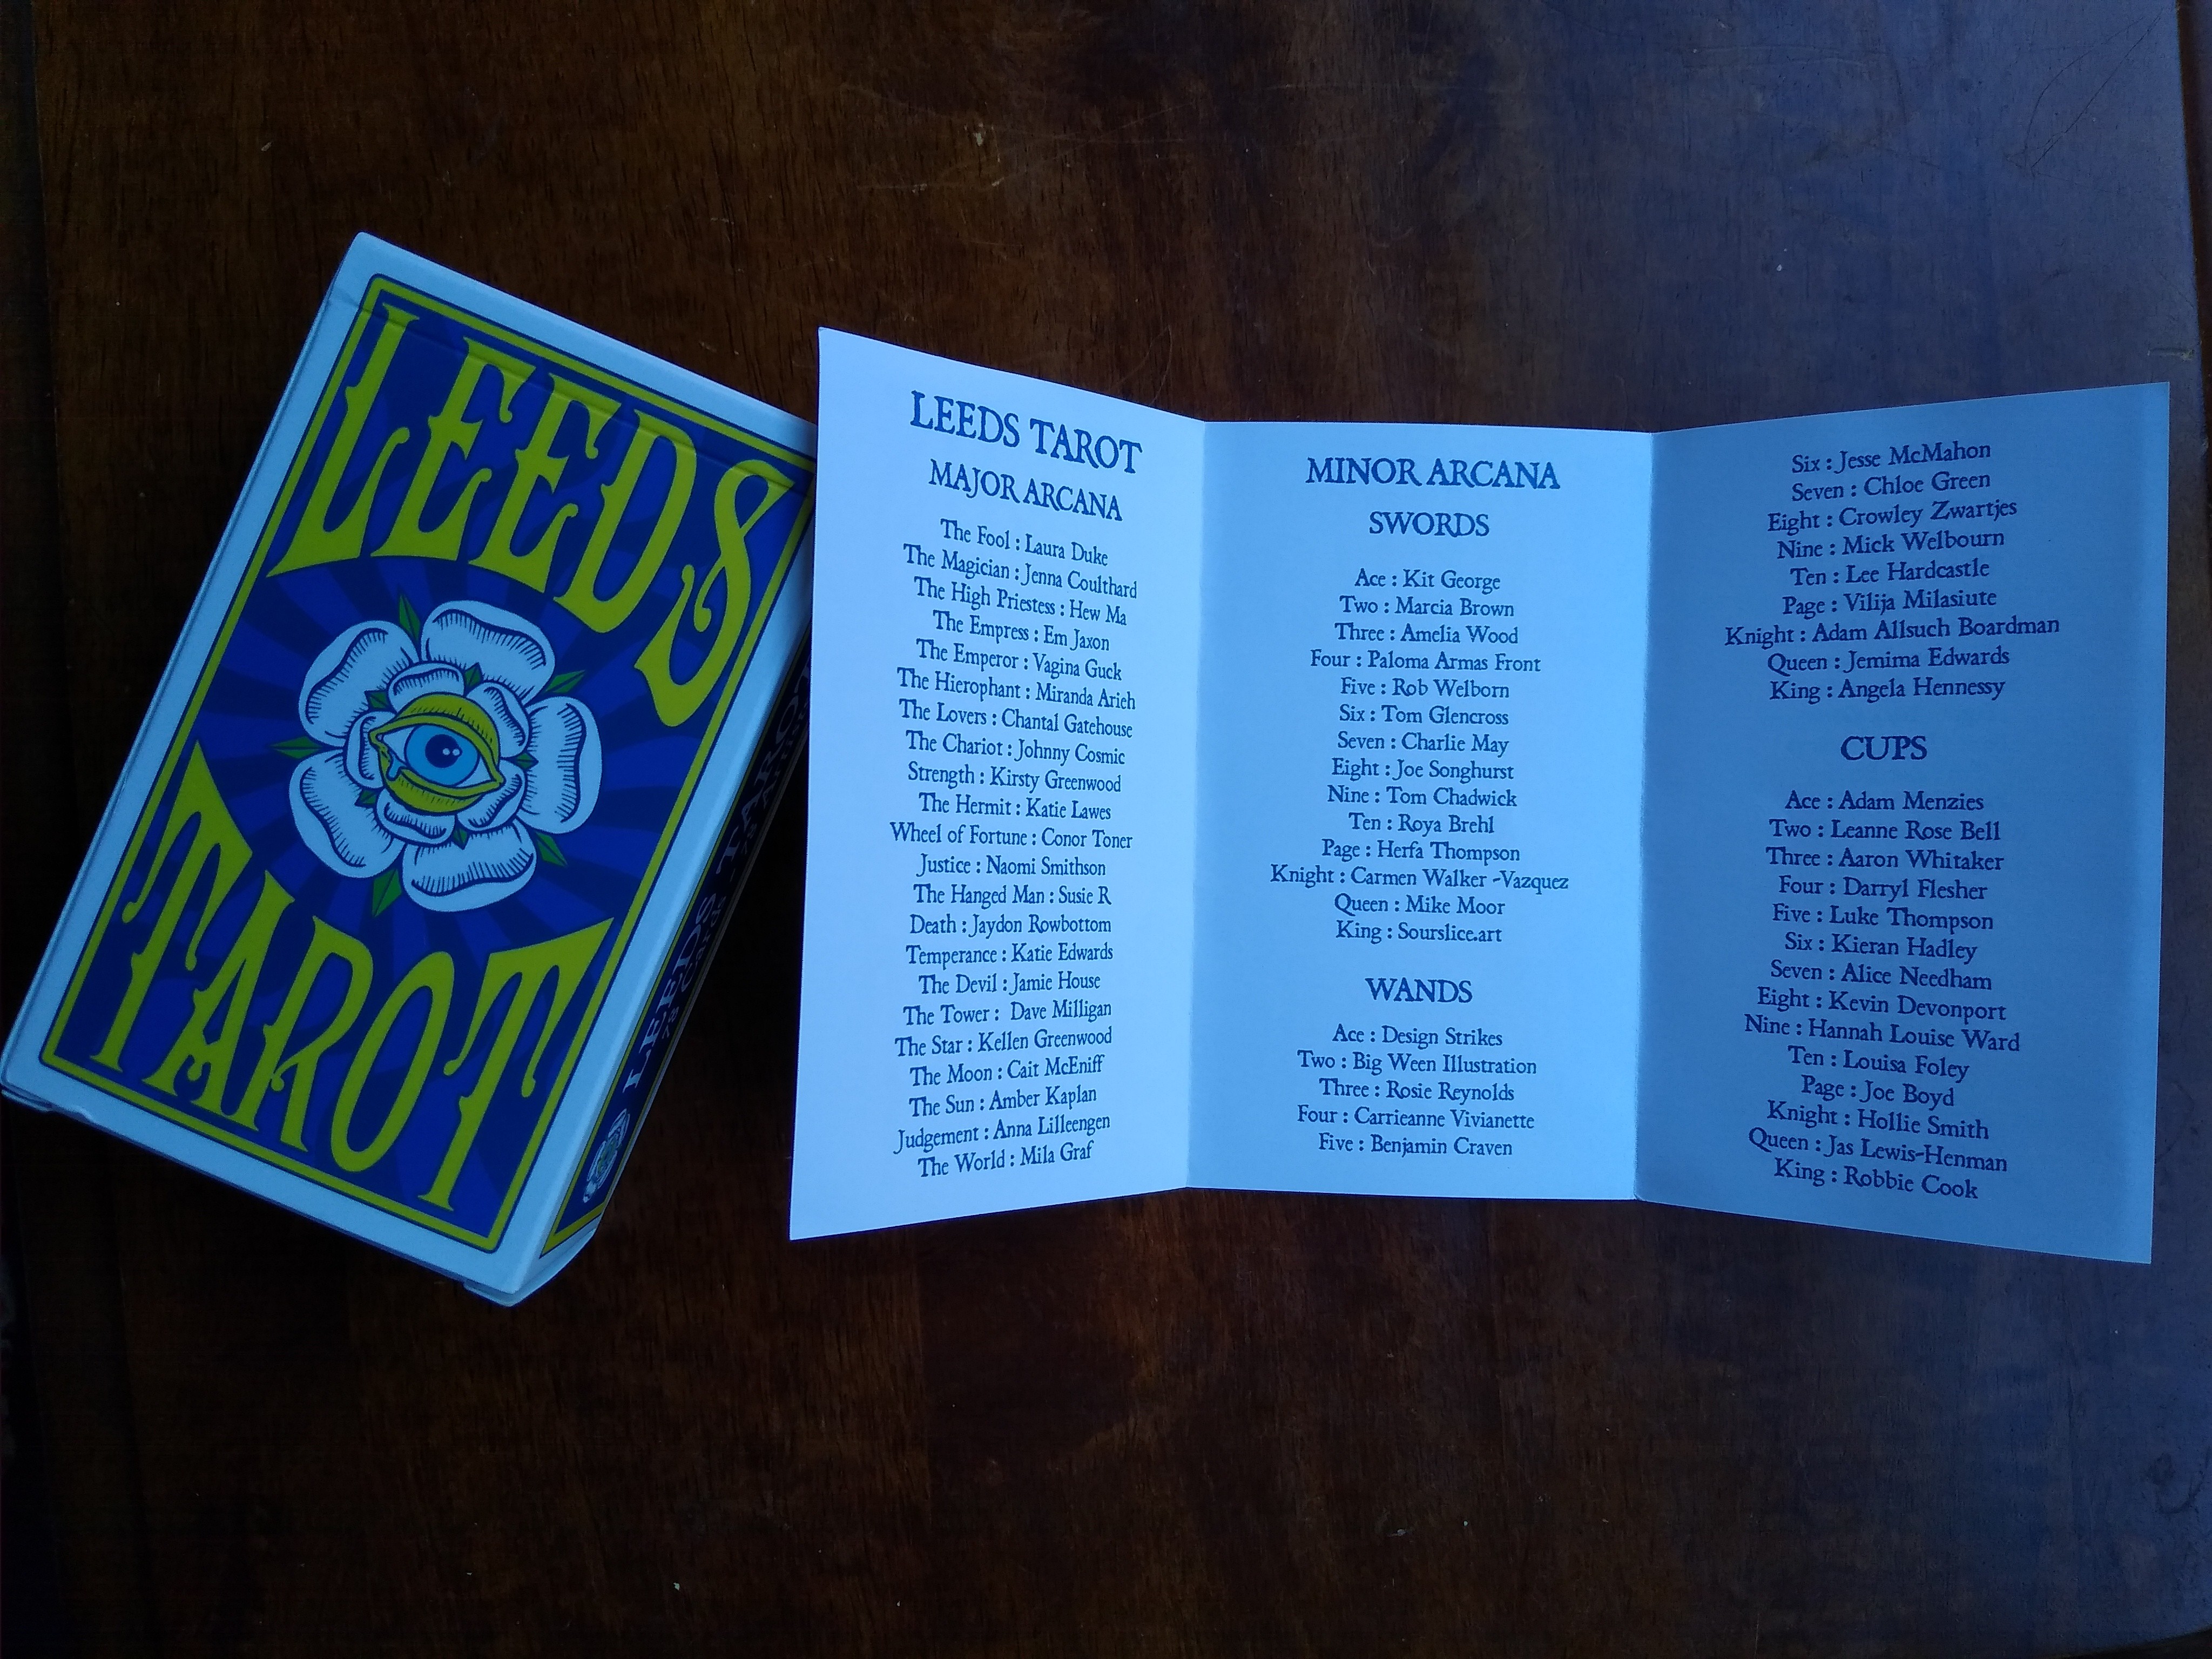 LEEDS
TAROT
LEEDS TAROT
MAJOR ARCANA
The Fool : Laura Duke
The Magician : Jenna Coulthard
The High Priestess : Hew Ma
The Empress : Em Jaxon
The Emperor : Vagina Guck
The Hierophant : Miranda Arieh
The Lovers : Chantal Gatehouse
The Chariot : Johnny Cosmic
Strength : Kirsty Greenwood
The Hermit : Katie Lawes
Wheel of Fortune : Conor Toner
Justice : Naomi Smithson
The Hanged Man : Susie R
Death : Jaydon Rowbottom
Temperance : Katie Edwards
The Devil : Jamie House
The Tower : Dave Milligan
The Star : Kellen Greenwood
The Moon : Cait McEniff
The Sun : Amber Kaplan
Judgement : Anna Lilleengen
The World : Mila Graf
MINOR ARCANA
SWORDS
Ace : Kit George
Two : Marcia Brown
Three : Amelia Wood
Four : Paloma Armas Front
Five : Rob Welborn
Six : Tom Glencross
Seven : Charlie May
Eight : Joe Songhurst
Nine : Tom Chadwick
Ten : Roya Brehl
Page : Herfa Thompson
Knight : Carmen Walker -Vazquez
Queen : Mike Moor
King : Sourslice.art
WANDS
Ace : Design Strikes
Two : Big Ween Illustration
Three : Rosie Reynolds
Four : Carrieanne Vivianette
Five : Benjamin Craven
Six : Jesse McMahon
Seven : Chloe Green
Eight : Crowley Zwartjes
Nine : Mick Welbourn
Ten : Lee Hardcastle
Page : Vilija Milasiute
Knight : Adam Allsuch Boardman
Queen : Jemima Edwards
King : Angela Hennessy
CUPS
Ace : Adam Menzies
Two : Leanne Rose Bell
Three : Aaron Whitaker
Four : Darryl Flesher
Five : Luke Thompson
Six : Kieran Hadley
Seven : Alice Needham
Eight : Kevin Devonport
Nine : Hannah Louise Ward
Ten : Louisa Foley
Page : Joe Boyd
Knight : Hollie Smith
Queen : Jas Lewis-Henman
King : Robbie Cook